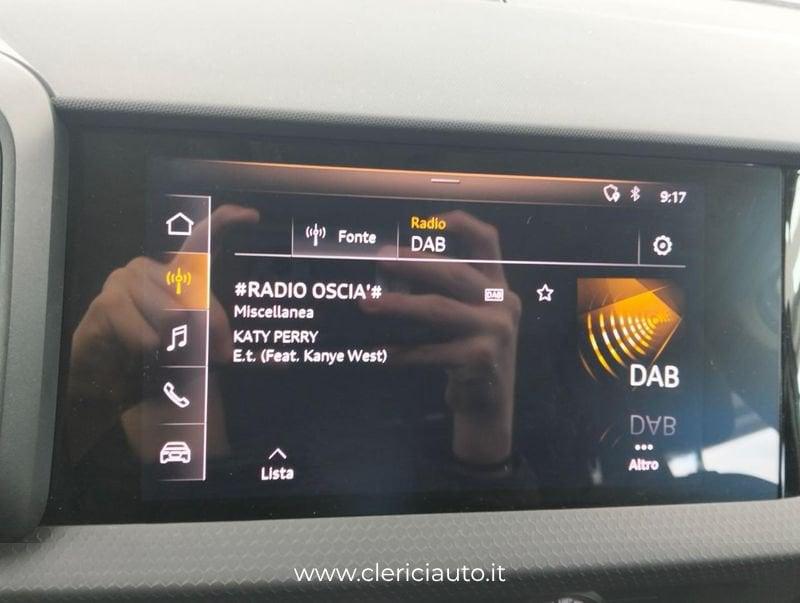 9:17
Fonte
Radio
DAB
#RADIO OSCIA'#
DAB
Miscellanea
KATY PERRY
E.t. (Feat. Kanye West)
DAB
DAB
Lista
Altro
www.clericiauto.it